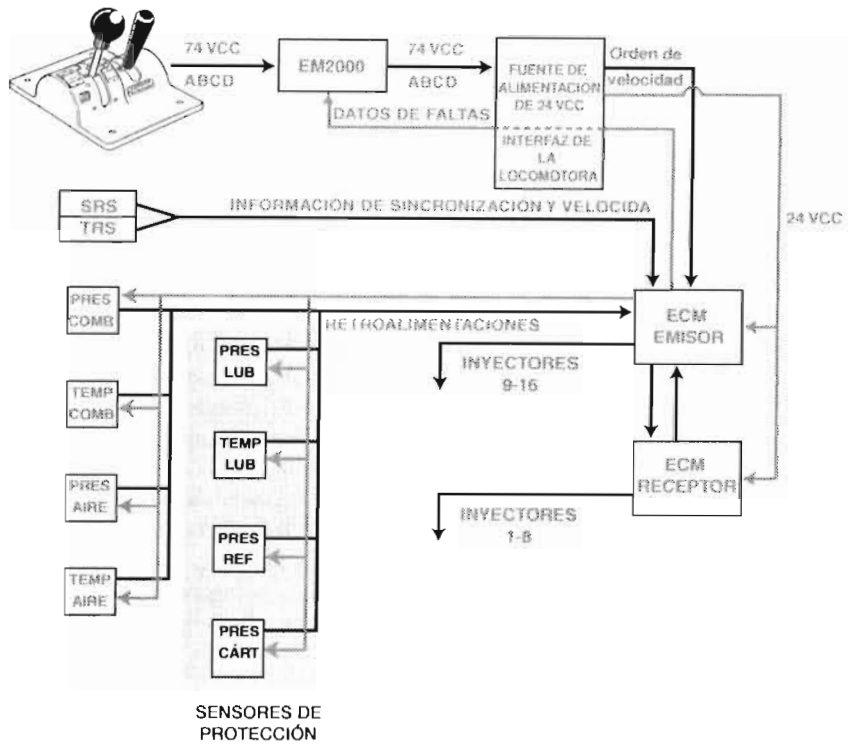 74 VCC
ABCD
EM2000
74 VCC
ABCD
FUENTE DE
ALIMENTACIÓN
DE 24 VCC
INTERFAZ DE
LA
LOCOMOTORA
Orden de
velocidad
DATOS DE FALTAS
SRS
TRS
INFORMACIÓN DE SINCRONIZACIÓN Y VELOCIDA
24 VCC
PRES
COMB
RETROALIMENTACIONES
ECM
EMISOR
PRES
LUB
INYECTORES
9-16
TEMP
COMB
TEMP
LUB
ECM
RECEPTOR
PRES
AIRE
INYECTORES
1-8
PRES
REF
TEMP
AIRE
PRES
CÁRT
SENSORES DE
PROTECCIÓN